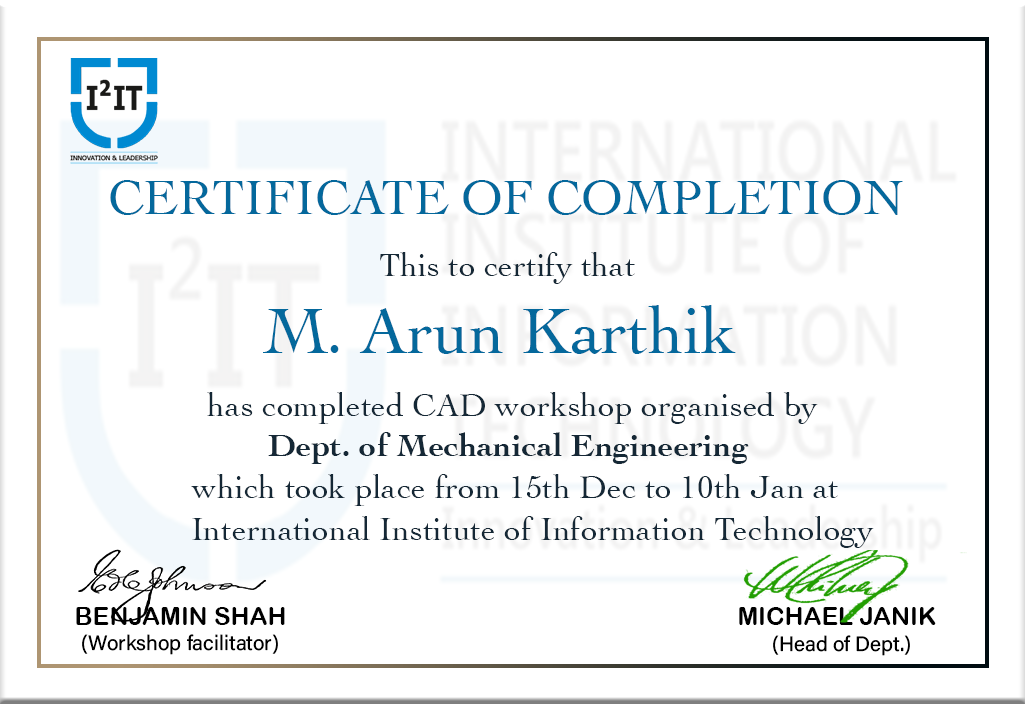 I²IT
INNOVATION & LEADERSHIP
INTERNATIONAL
INSTITUTE OF
INFORMATION
TECHNOLOGY
Innovation & Leadership
I²IT
CERTIFICATE OF COMPLETION
This to certify that
M. Arun Karthik
has completed CAD workshop organised by
Dept. of Mechanical Engineering
which took place from 15th Dec to 10th Jan at
International Institute of Information Technology
BENJAMIN SHAH
(Workshop facilitator)
MICHAEL JANIK
(Head of Dept.)